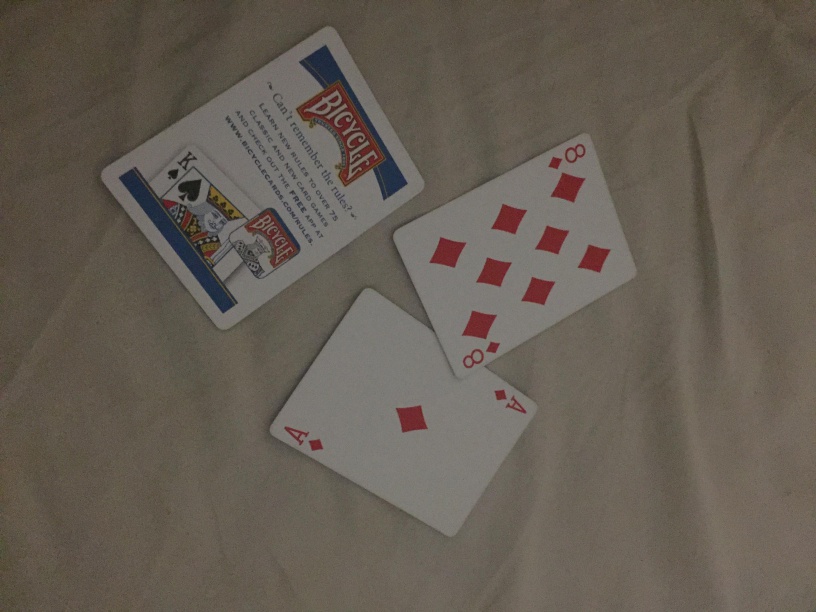 BICYCLE
Can't remember the rules?
LEARN NEW RULES TO OVER 75
CLASSIC AND NEW CARD GAMES
AND CHECK OUT THE FREE APP AT
WWW.BICYCLECARDS.COM/RULES.
K
BICYCLE
8
8
A
A